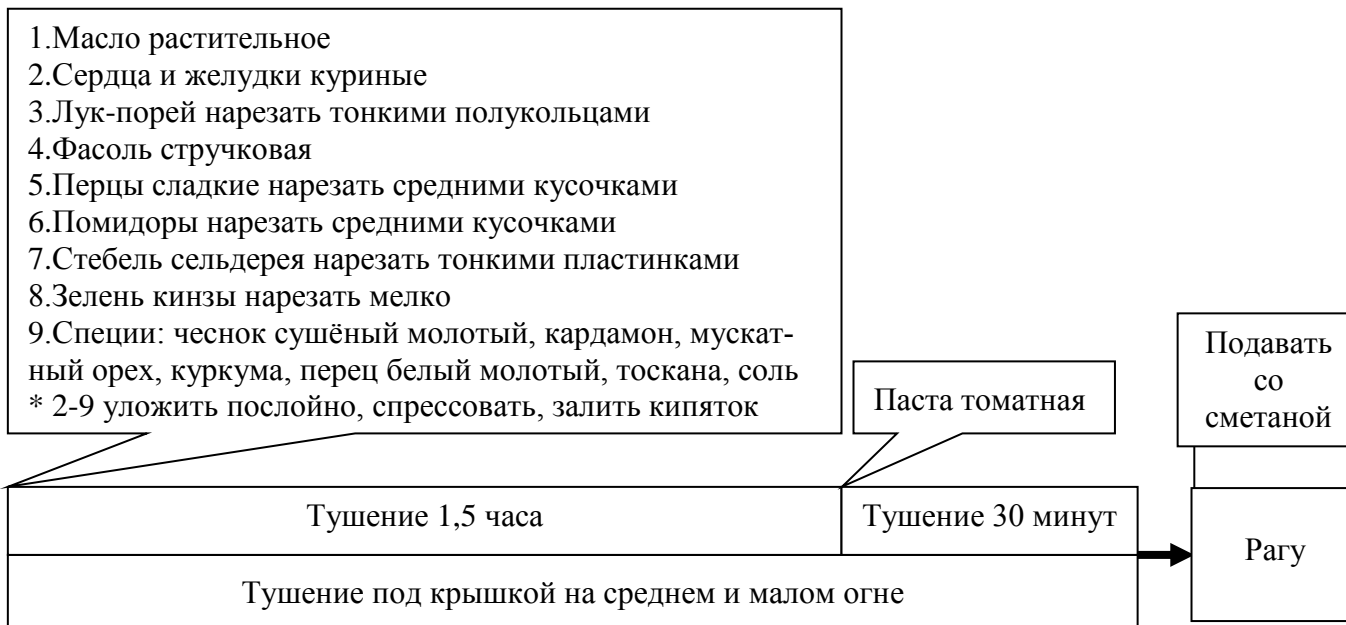 1.Масло растительное
2.Сердца и желудки куриные
3.Лук-порей нарезать тонкими полукольцами
4.Фасоль стручковая
5.Перцы сладкие нарезать средними кусочками
6.Помидоры нарезать средними кусочками
7.Стебель сельдерея нарезать тонкими пластинками
8.Зелень кинзы нарезать мелко
9.Специи: чеснок сушёный молотый, кардамон, мускат-
ный орех, куркума, перец белый молотый, тоскана, соль
* 2-9 уложить послойно, спрессовать, залить кипяток
Паста томатная
Подавать
со
сметаной
Тушение 1,5 часа
Тушение 30 минут
Рагу
Тушение под крышкой на среднем и малом огне